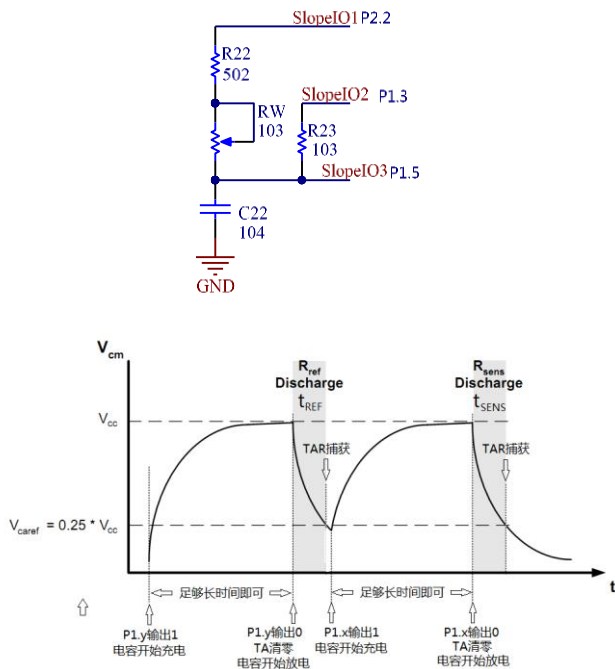 SlopeIO1 P2.2
R22
502
SlopeIO2 P1.3
RW
103
R23
103
SlopeIO3 P1.5
C22
104
GND
Vcm
Rref
Discharge
tREF
Rsens
Discharge
tSENS
Vcc
TAR捕获
TAR捕获
Vcaref = 0.25 * Vcc
足够长时间即可
足够长时间即可
t
P1.y输出1
电容开始充电
P1.y输出0
TA清零
电容开始放电
P1.x输出1
电容开始充电
P1.x输出0
TA清零
电容开始放电